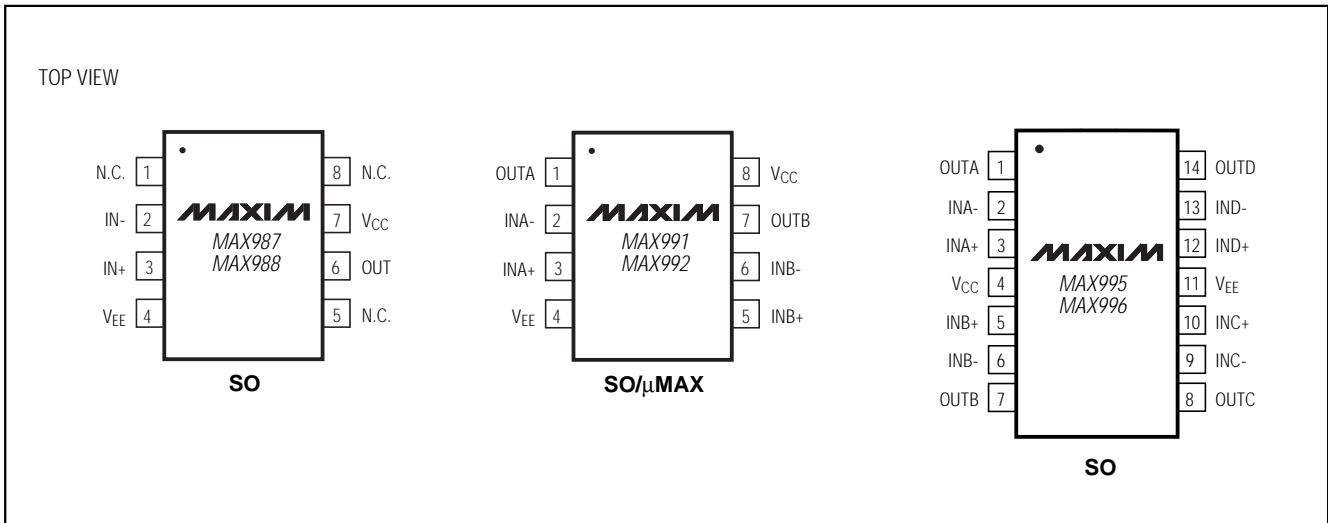 TOP VIEW
N.C. 1
IN- 2
IN+ 3
VEE 4
8 N.C.
7 VCC
6 OUT
5 N.C.
MAXIM
MAX987
MAX988
SO
OUTA 1
INA- 2
INA+ 3
VEE 4
8 VCC
7 OUTB
6 INB-
5 INB+
MAXIM
MAX991
MAX992
SO/μMAX
OUTA 1
INA- 2
INA+ 3
VCC 4
INB+ 5
INB- 6
OUTB 7
14 OUTD
13 IND-
12 IND+
11 VEE
10 INC+
9 INC-
8 OUTC
MAXIM
MAX995
MAX996
SO